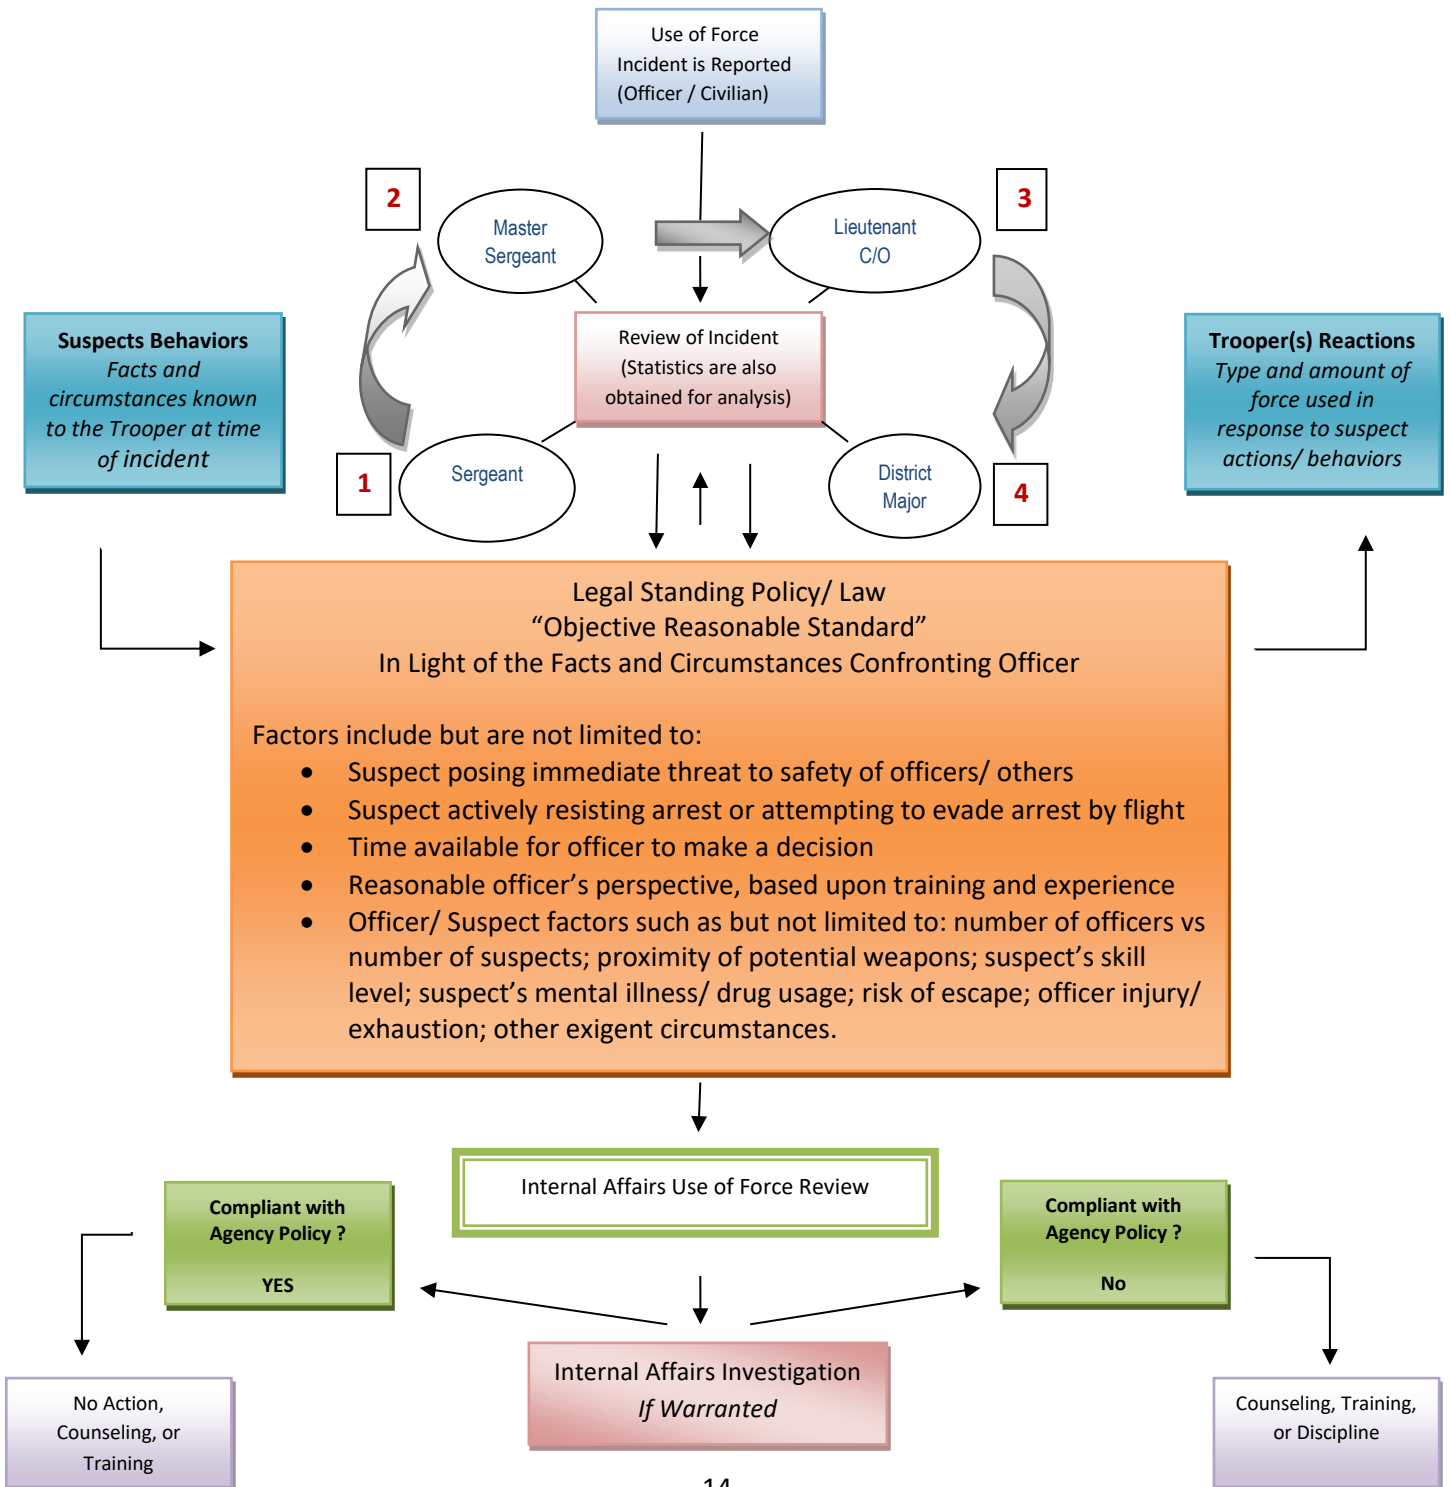 Use of Force
Incident is Reported
(Officer / Civilian)
2
Master
Sergeant
Lieutenant
C/O
3
Suspects Behaviors
Facts and
circumstances known
to the Trooper at time
of incident
Review of Incident
(Statistics are also
obtained for analysis)
Trooper(s) Reactions
Type and amount of
force used in
response to suspect
actions/ behaviors
1
Sergeant
District
Major
4
Legal Standing Policy/ Law
“Objective Reasonable Standard”
In Light of the Facts and Circumstances Confronting Officer
Factors include but are not limited to:
• Suspect posing immediate threat to safety of officers/ others
• Suspect actively resisting arrest or attempting to evade arrest by flight
• Time available for officer to make a decision
• Reasonable officer’s perspective, based upon training and experience
• Officer/ Suspect factors such as but not limited to: number of officers vs
number of suspects; proximity of potential weapons; suspect’s skill
level; suspect’s mental illness/ drug usage; risk of escape; officer injury/
exhaustion; other exigent circumstances.
Internal Affairs Use of Force Review
Compliant with
Agency Policy ?
YES
Compliant with
Agency Policy ?
No
Internal Affairs Investigation
If Warranted
No Action,
Counseling, or
Training
Counseling, Training,
or Discipline
14